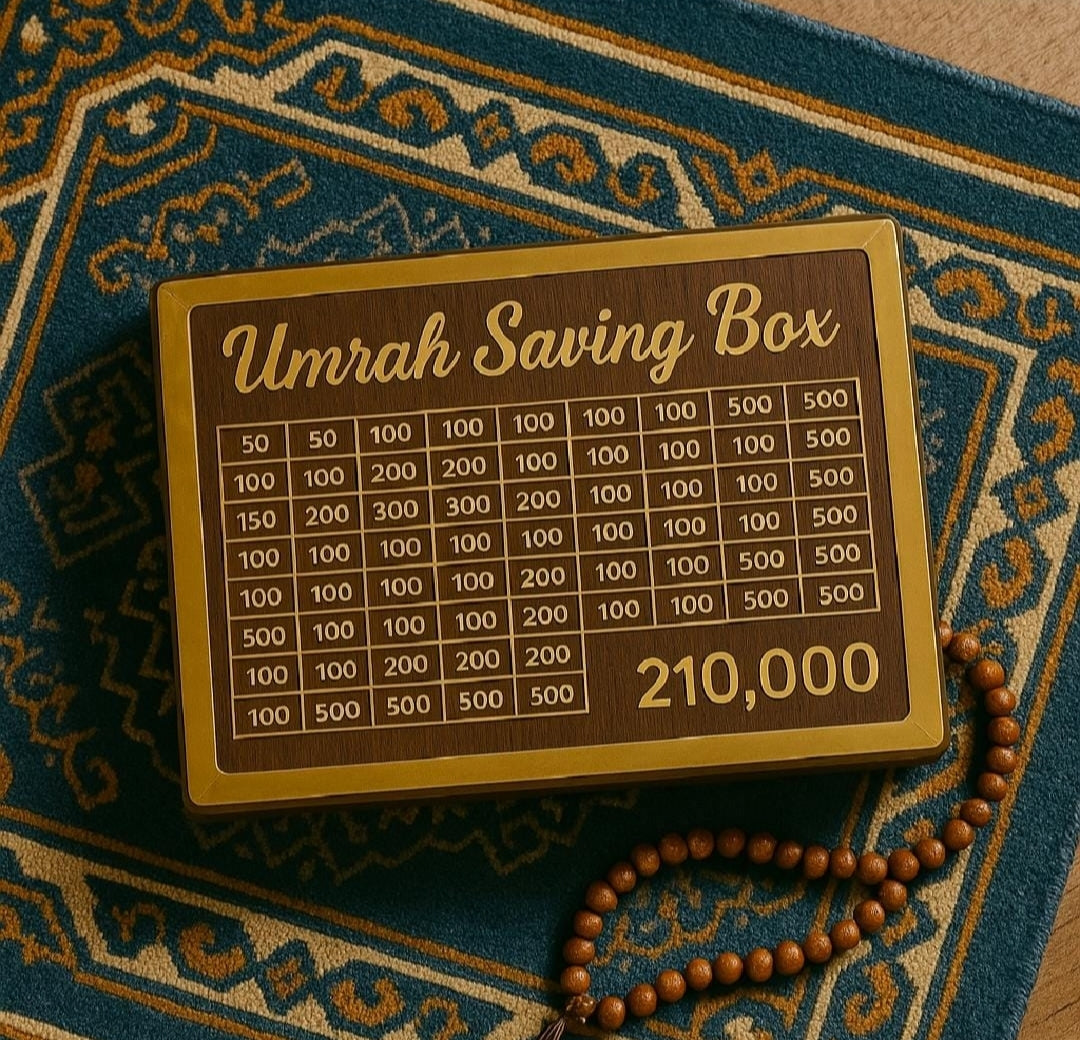 Umrah Saving Box
50 50 100 100 100 100 100 500 500
100 100 200 200 100 100 100 100 500
150 200 300 300 200 100 100 100 500
100 100 100 100 100 100 100 100 500
100 100 100 100 200 100 100 500 500
500 100 100 100 200 100 100 500 500
100 100 200 200 200
100 500 500 500 500
210,000